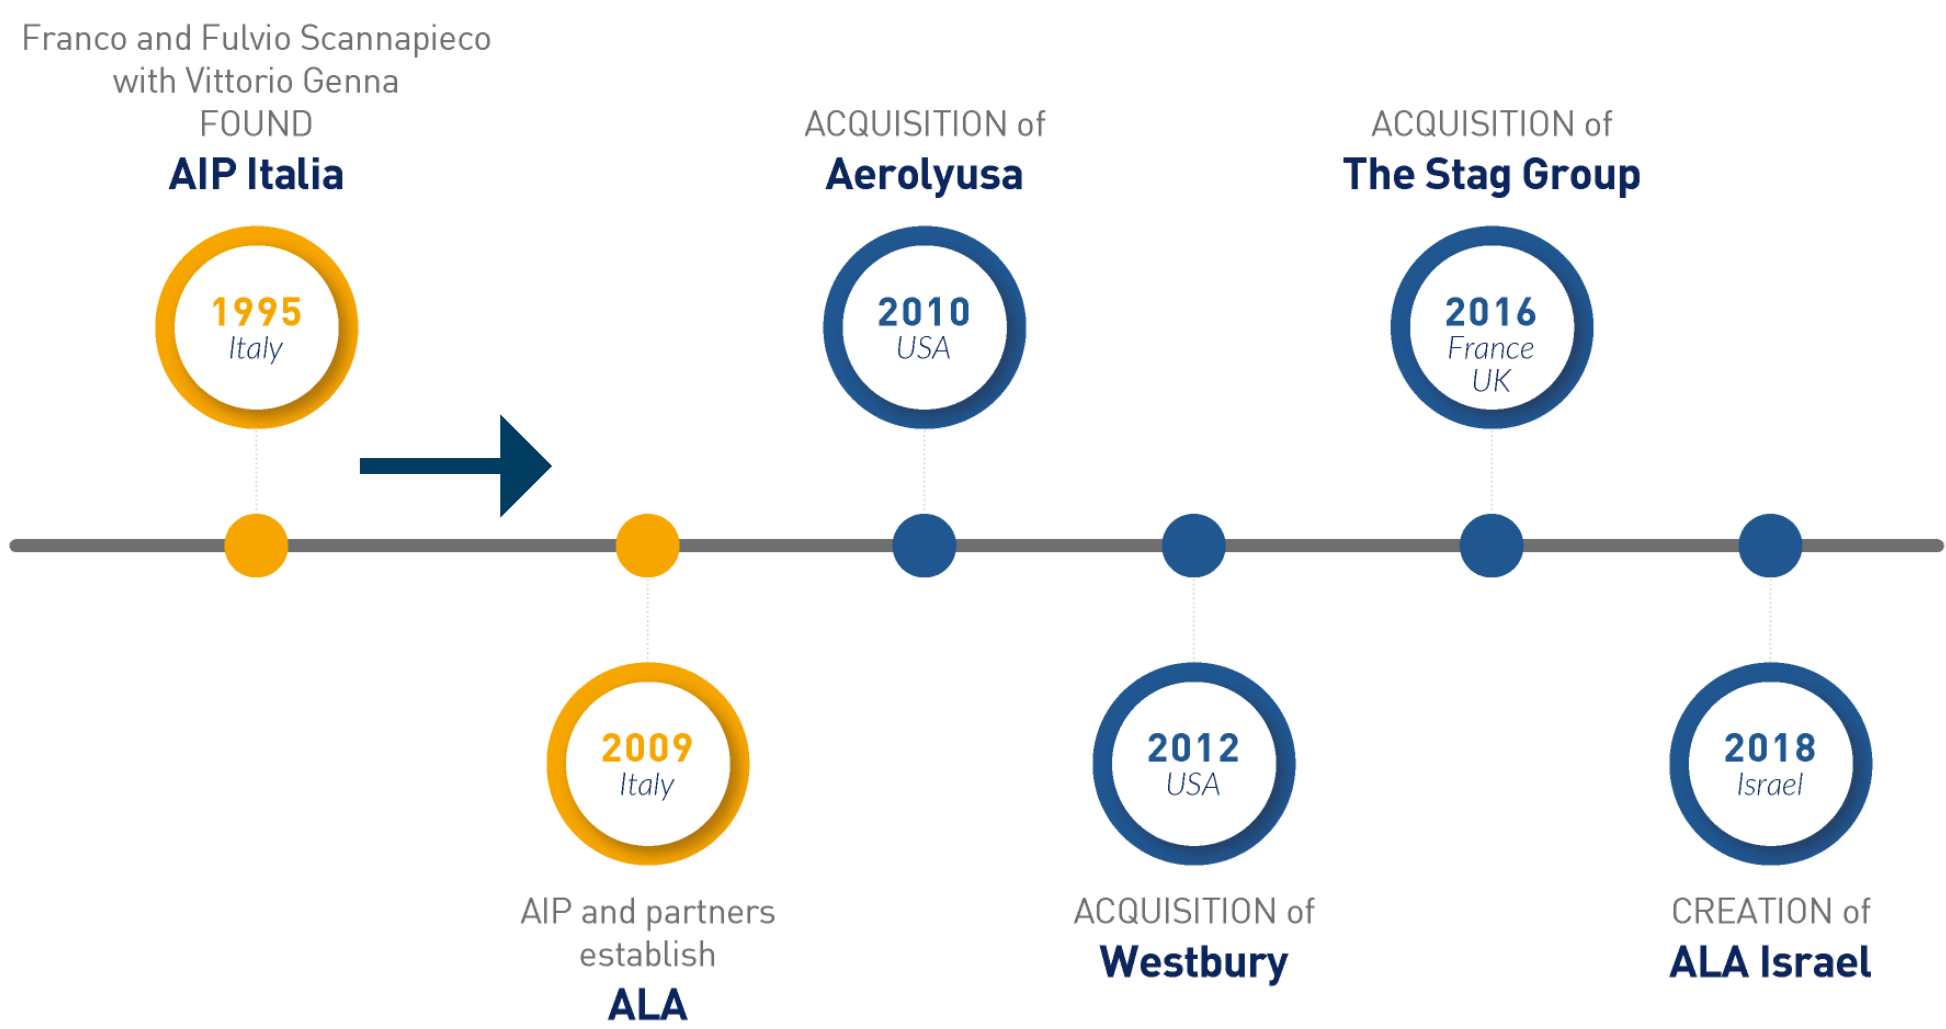 Franco and Fulvio Scannapieco
with Vittorio Genna
FOUND
AIP Italia
1995
Italy
AIP and partners
establish
ALA
2009
Italy
ACQUISITION of
Aerolyusa
2010
USA
ACQUISITION of
Westbury
2012
USA
ACQUISITION of
The Stag Group
2016
France
UK
2018
Israel
CREATION of
ALA Israel